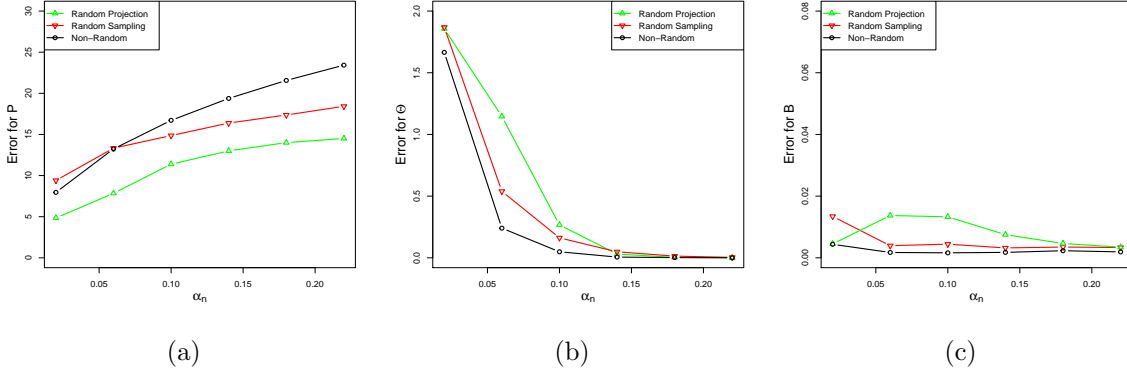 Random Projection
Random Sampling
Non−Random
Error for P
30
25
20
15
10
5
0
0.05 0.10 0.15 0.20
αn
(a)
Random Projection
Random Sampling
Non−Random
Error for Θ
2.0
1.5
1.0
0.5
0.0
0.05 0.10 0.15 0.20
αn
(b)
Random Projection
Random Sampling
Non−Random
Error for B
0.08
0.06
0.04
0.02
0.00
0.05 0.10 0.15 0.20
αn
(c)